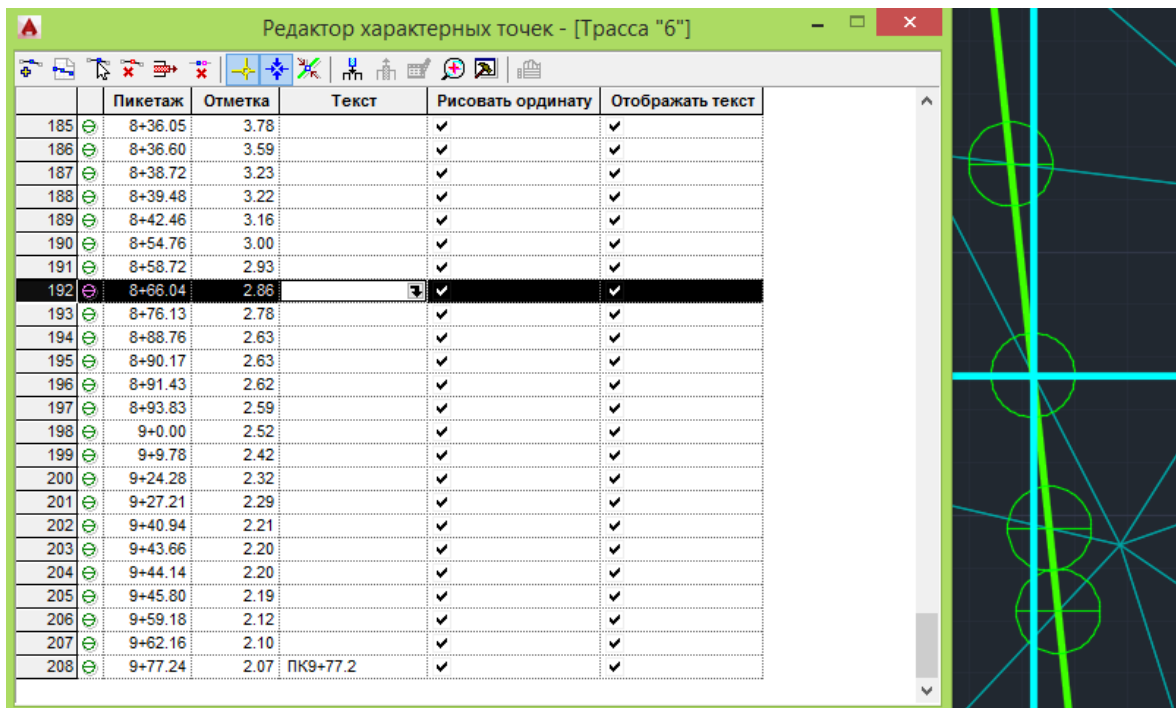 Редактор характерных точек - [Трасса "6"]
Пикетаж Отметка Текст Рисовать ординату Отображать текст
185 8+36.05 3.78
186 8+36.60 3.59
187 8+38.72 3.23
188 8+39.48 3.22
189 8+42.46 3.16
190 8+54.76 3.00
191 8+58.72 2.93
192 8+66.04 2.86
193 8+76.13 2.78
194 8+88.76 2.63
195 8+90.17 2.63
196 8+91.43 2.62
197 8+93.83 2.59
198 9+0.00 2.52
199 9+9.78 2.42
200 9+24.28 2.32
201 9+27.21 2.29
202 9+40.94 2.21
203 9+43.66 2.20
204 9+44.14 2.20
205 9+45.80 2.19
206 9+59.18 2.12
207 9+62.16 2.10
208 9+77.24 2.07 ПК9+77.2